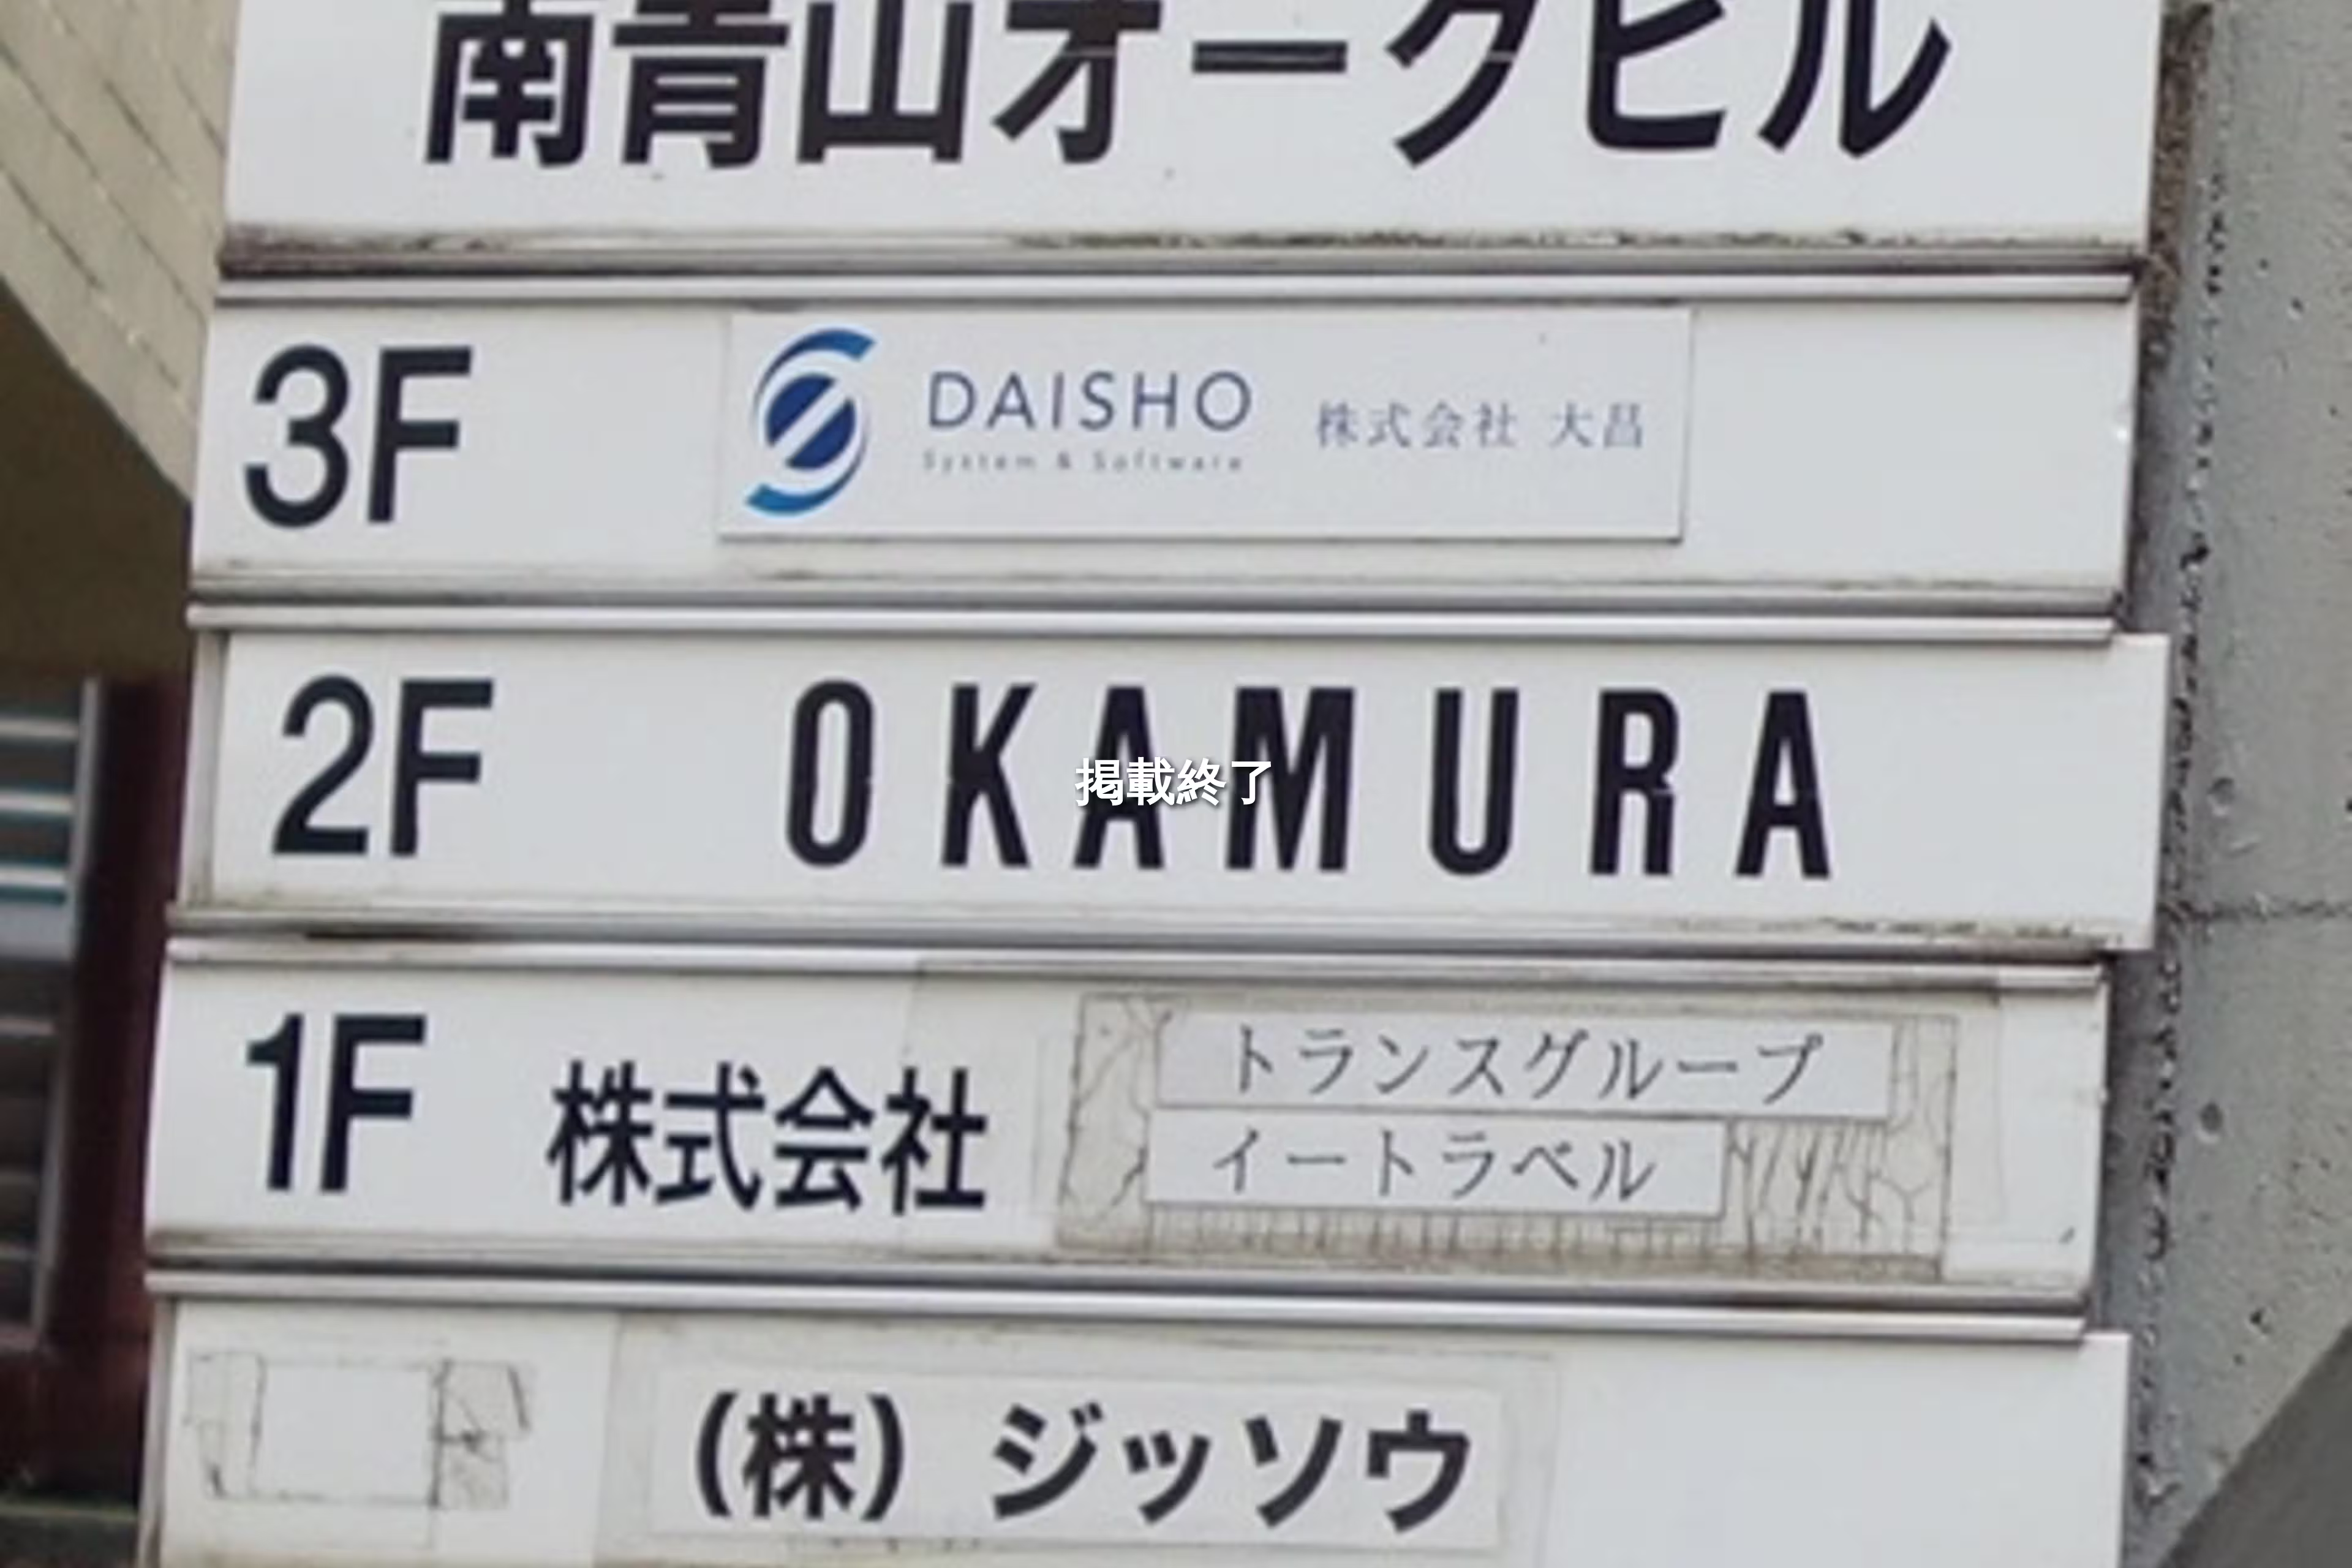 南青山オークビル
3F DAISHO 株式会社 大昌
System & Software
2F OKAMURA
掲載終了
1F 株式会社 トランスグループ
イートラベル
(株) ジッソウ